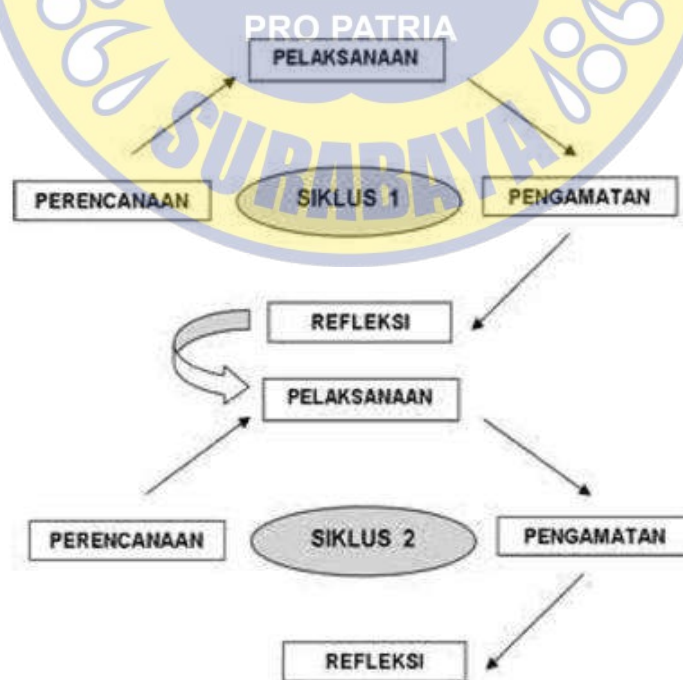 PRO PATRIA
PELAKSANAAN
SURABAYA
PERENCANAAN
SIKLUS 1
PENGAMATAN
REFLEKSI
PELAKSANAAN
PERENCANAAN
SIKLUS 2
PENGAMATAN
REFLEKSI